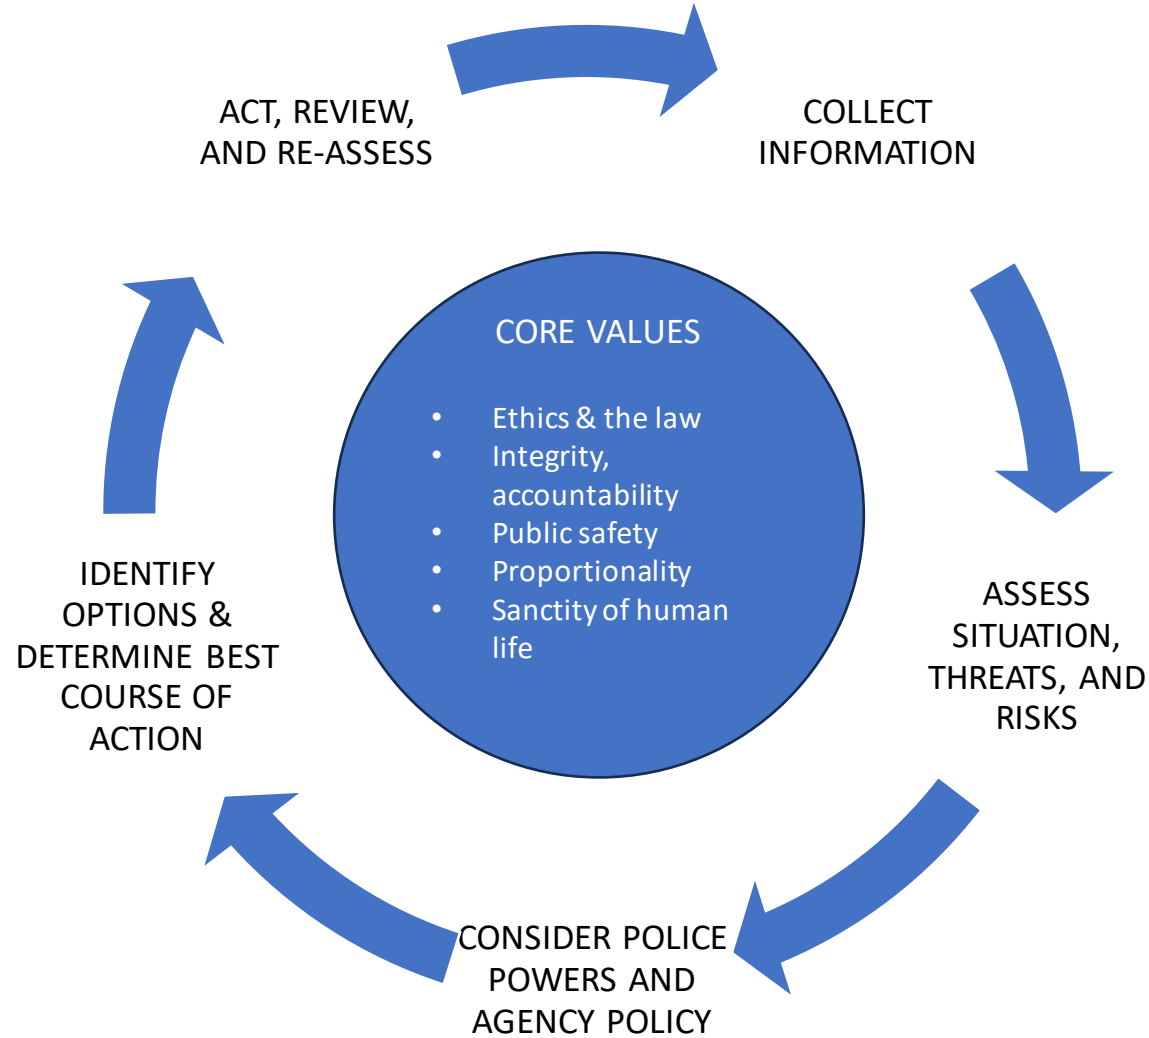 ACT, REVIEW,
AND RE-ASSESS
COLLECT
INFORMATION
CORE VALUES
• Ethics & the law
• Integrity,
accountability
• Public safety
• Proportionality
• Sanctity of human
life
IDENTIFY
OPTIONS &
DETERMINE BEST
COURSE OF
ACTION
ASSESS
SITUATION,
THREATS, AND
RISKS
CONSIDER POLICE
POWERS AND
AGENCY POLICY